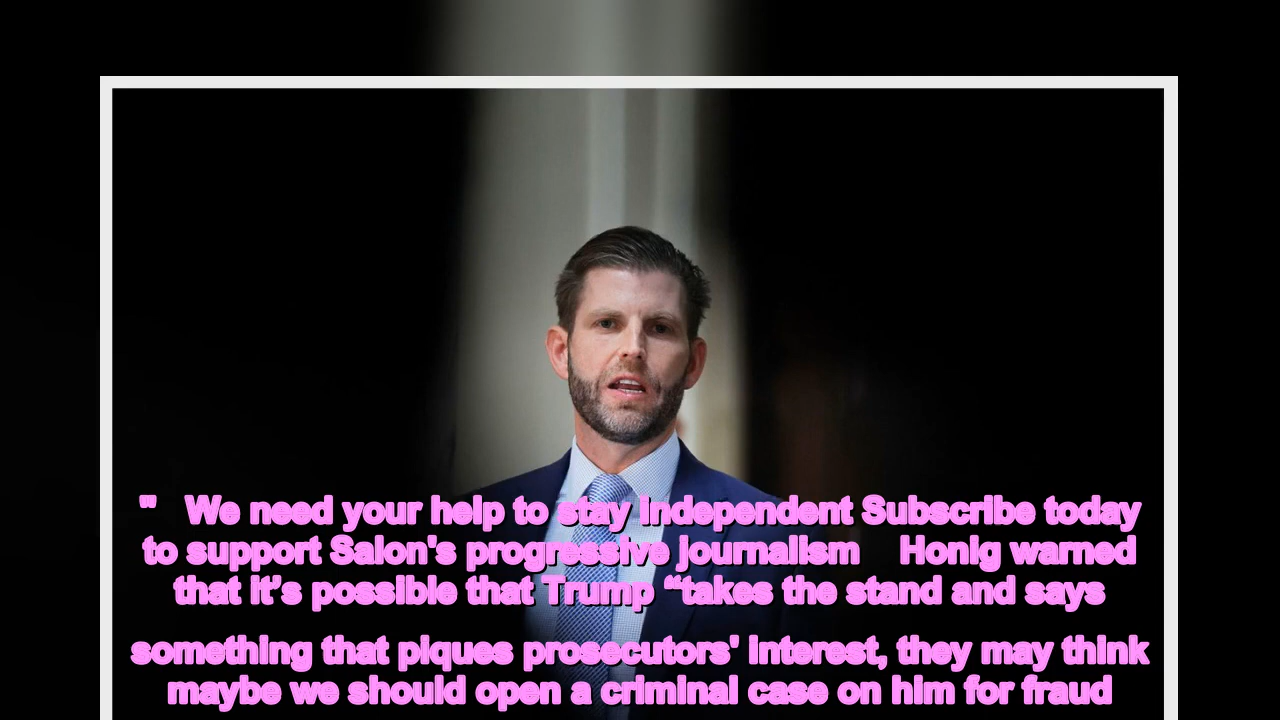 "   We need your help to stay independent Subscribe today
to support Salon's progressive journalism    Honig warned
that it’s possible that Trump “takes the stand and says
something that piques prosecutors' interest, they may think
maybe we should open a criminal case on him for fraud